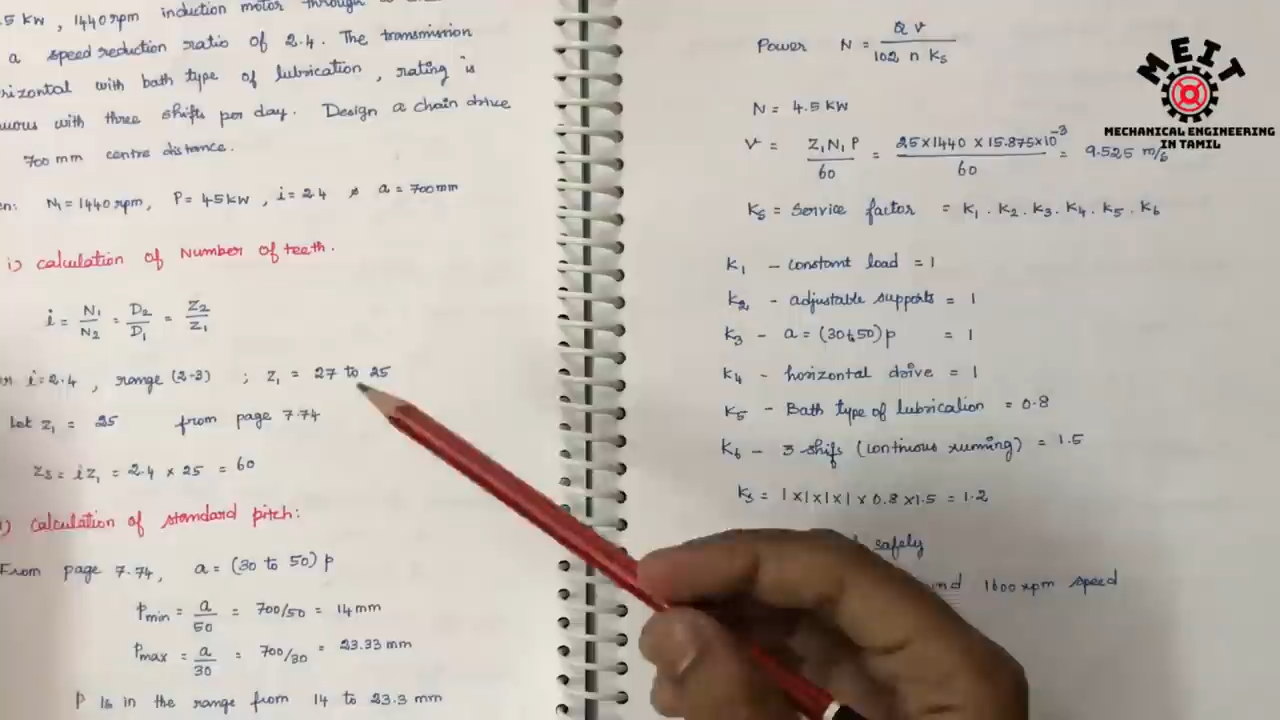 .5 kW, 1440 rpm induction motor through a
a speed reduction ratio of 2.4. The transmission
rizontal with bath type of lubrication, rating is
nuous with three shifts per day. Design a chain drive
700 mm centre distance.
en: N1 = 1440 rpm, P = 4.5 kW, i = 2.4 & a = 700 mm
i) Calculation of Number of teeth.
i = N1/N2 = D2/D1 = Z2/Z1
or i = 2.4, range (2-3) ; Z1 = 27 to 25
Let Z1 = 25 from page 7.74
Z2 = iZ1 = 2.4 x 25 = 60
i) Calculation of standard pitch:
From page 7.74, a = (30 to 50) p
Pmin = a/50 = 700/50 = 14 mm
Pmax = a/30 = 700/30 = 23.33 mm
P is in the range from 14 to 23.3 mm
Power N = Q V / 102 n Ks
N = 4.5 kW
V = Z1 N1 P / 60 = 25 x 1440 x 15.875 x 10^-3 / 60 = 9.525 m/s
Ks = Service factor = K1 . K2 . K3 . K4 . K5 . K6
K1 - constant load = 1
K2 - adjustable supports = 1
K3 - a = (30 to 50) p = 1
K4 - horizontal drive = 1
K5 - Bath type of lubrication = 0.8
K6 - 3 shifs (continuous running) = 1.5
Ks = 1 x 1 x 1 x 1 x 0.8 x 1.5 = 1.2
safely
1600 rpm speed
MEIT
MECHANICAL ENGINEERING
IN TAMIL